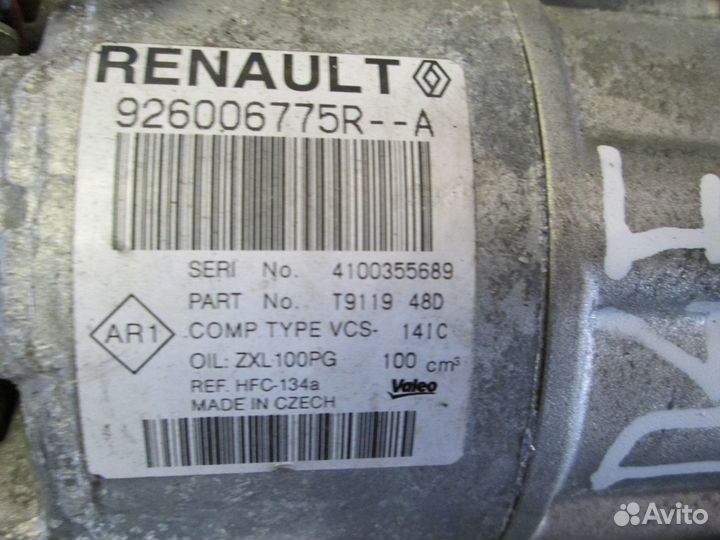 RENAULT
926006775R--A
SERI No. 4100355689
PART No. T9119 48D
AR1
COMP TYPE VCS- 14IC
OIL: ZXL100PG 100 cm³
REF. HFC-134a
Valeo
MADE IN CZECH
D4F
Avito